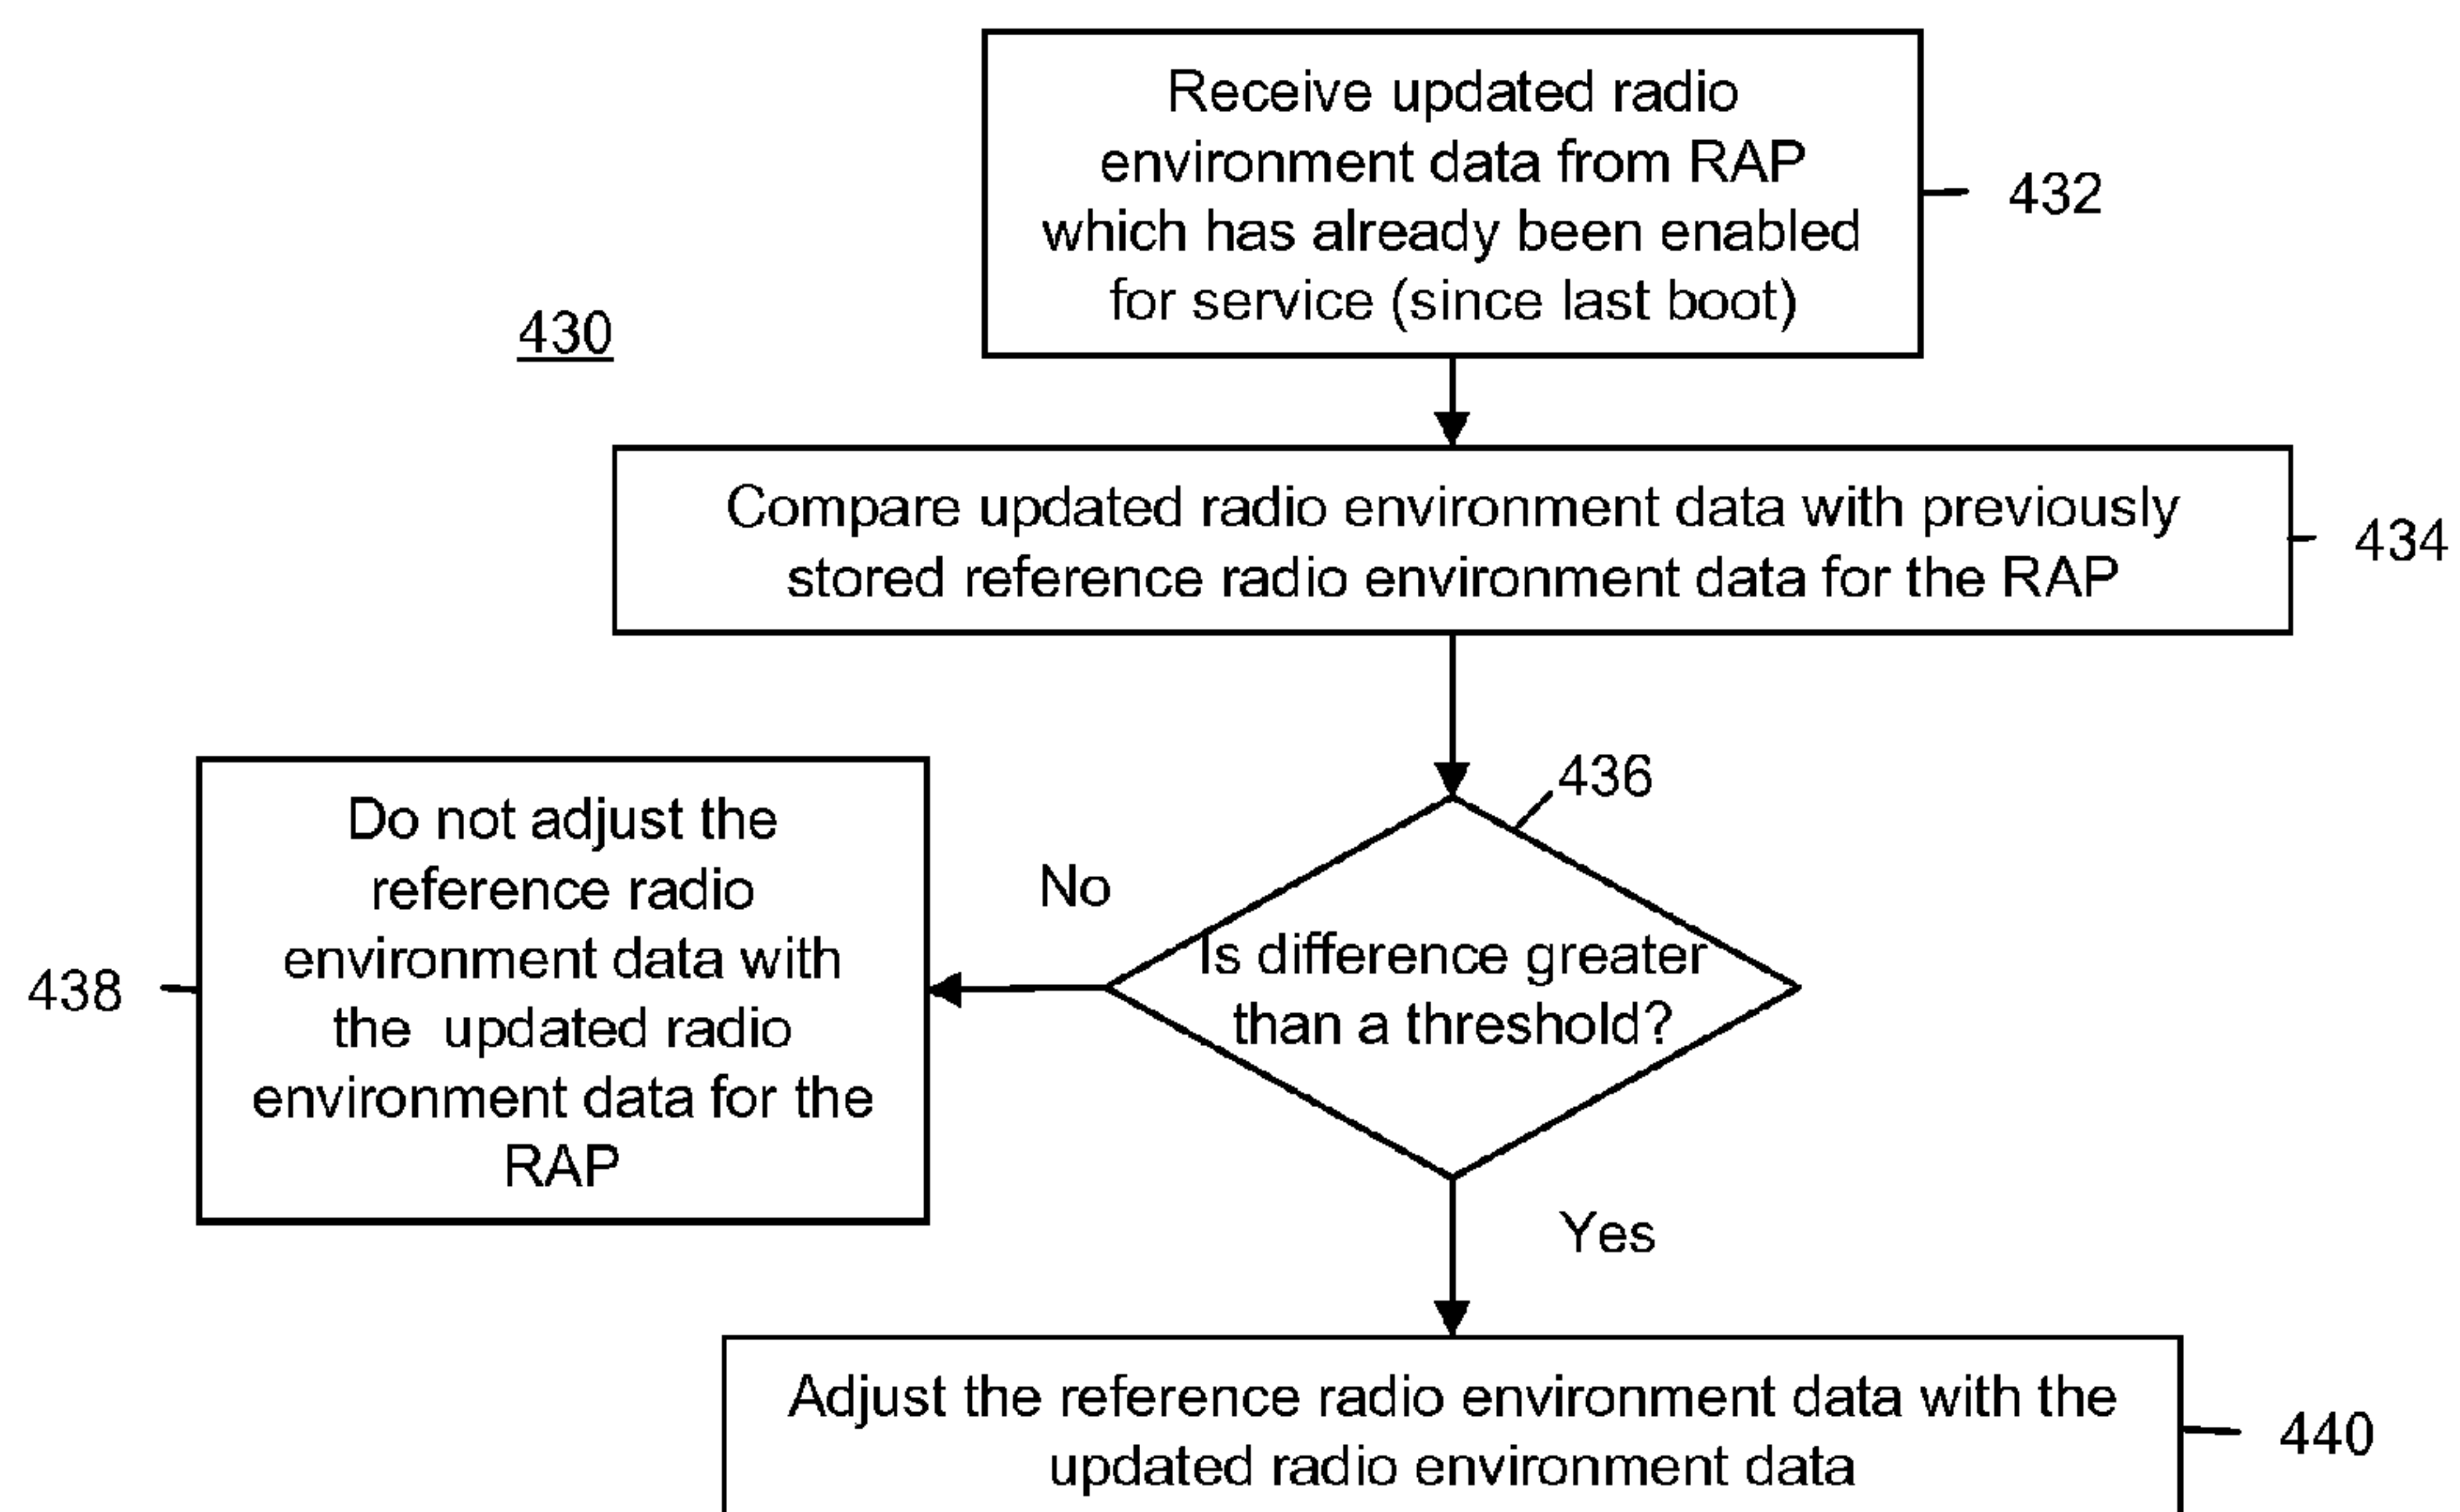 Receive updated radio
environment data from RAP
which has already been enabled
for service (since last boot)
432
430
Compare updated radio environment data with previously
stored reference radio environment data for the RAP
434
436
Is difference greater
than a threshold?
No
Do not adjust the
reference radio
environment data with
the updated radio
environment data for the
RAP
438
Yes
Adjust the reference radio environment data with the
updated radio environment data
440